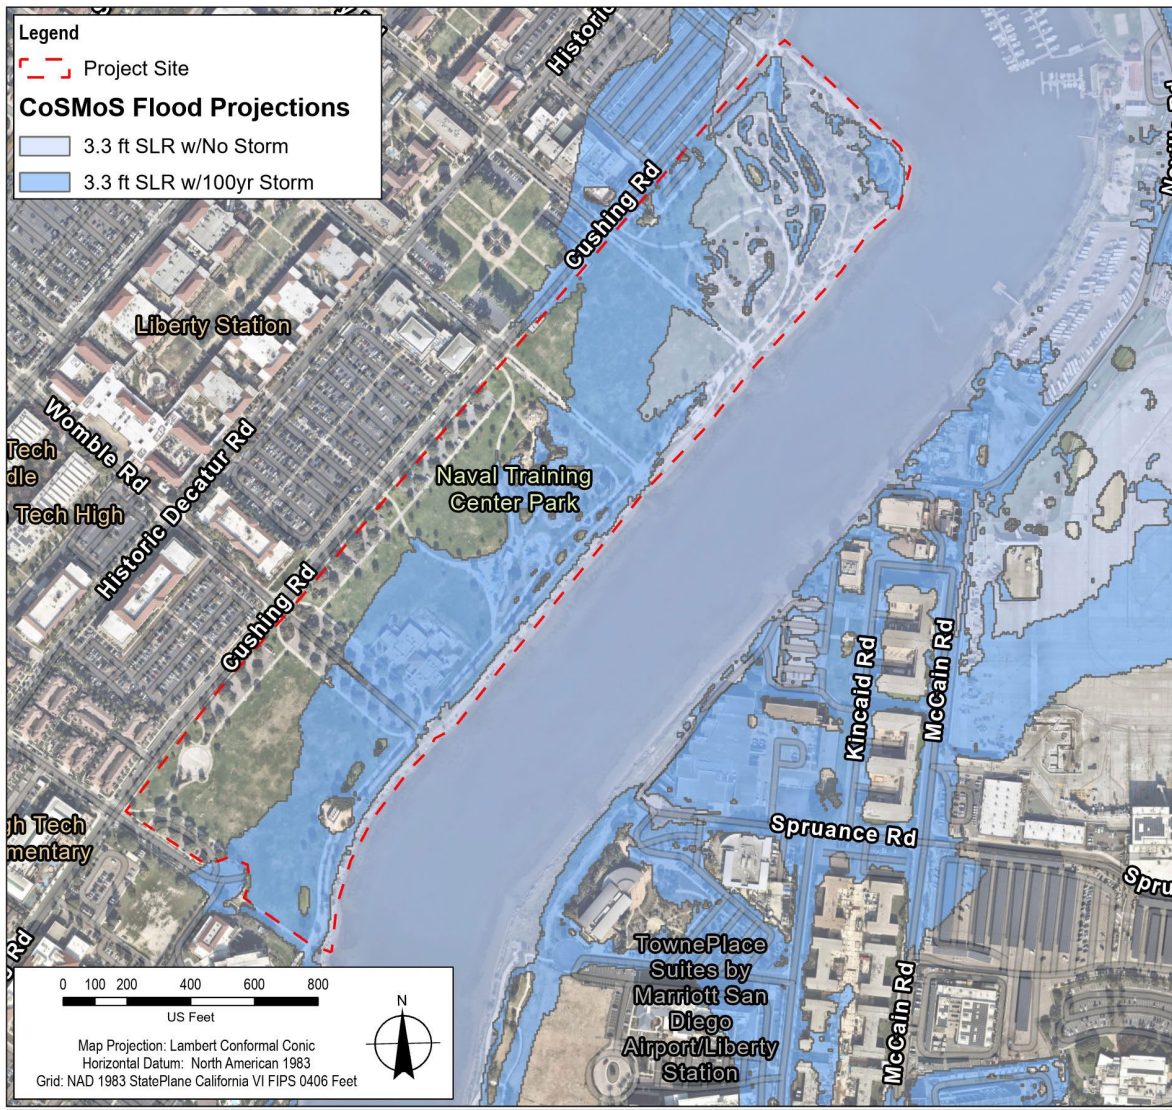 Legend
Project Site
CoSMoS Flood Projections
3.3 ft SLR w/No Storm
3.3 ft SLR w/100yr Storm
Historic
Cushing Rd
Liberty Station
Womble Rd
Historic Decatur Rd
Tech
dle
Tech High
Naval Training
Center Park
Cushing Rd
Kincaid Rd
McCain Rd
Spruance Rd
gh Tech
mentary
Spru
Rd
TownePlace
Suites by
Marriott San
Diego
Airport/Liberty
Station
McCain Rd
0 100 200 400 600 800
US Feet
N
Map Projection: Lambert Conformal Conic
Horizontal Datum: North American 1983
Grid: NAD 1983 StatePlane California VI FIPS 0406 Feet